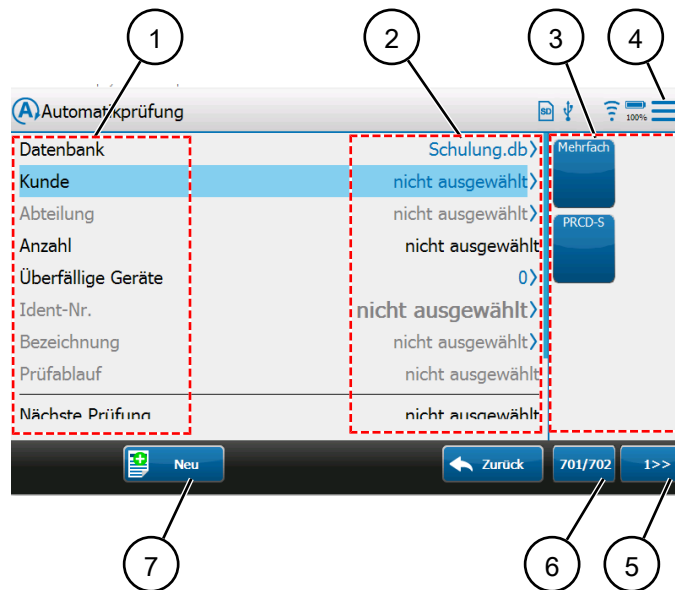 1 2 3 4
Automatikprüfung SD 100%
Datenbank Schulung.db
Mehrfach
Kunde nicht ausgewählt
Abteilung nicht ausgewählt
PRCD-S
Anzahl nicht ausgewählt
Überfällige Geräte 0
Ident-Nr. nicht ausgewählt
Bezeichnung nicht ausgewählt
Prüfablauf nicht ausgewählt
Nächste Prüfung nicht ausgewählt
Neu Zurück 701/702 1>>
7 6 5